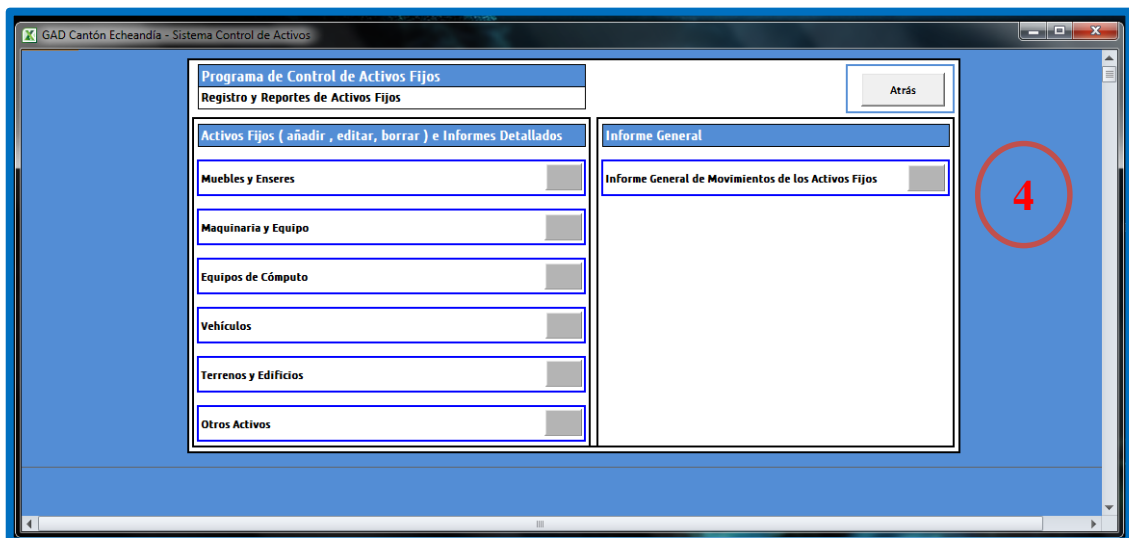 GAD Cantón Echeandía - Sistema Control de Activos
Programa de Control de Activos Fijos
Registro y Reportes de Activos Fijos
Atrás
Activos Fijos ( añadir , editar, borrar ) e Informes Detallados
Muebles y Enseres
Maquinaria y Equipo
Equipos de Cómputo
Vehículos
Terrenos y Edificios
Otros Activos
Informe General
Informe General de Movimientos de los Activos Fijos
4